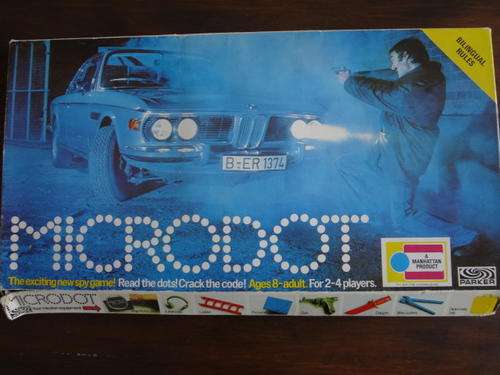 BILINGUAL
RULES
B-ER 1374
MICRODOT
The exciting new spy game! Read the dots! Crack the code! Ages 8-adult. For 2-4 players.
A
MANHATTAN
PRODUCT
PARKER
MICRODOT